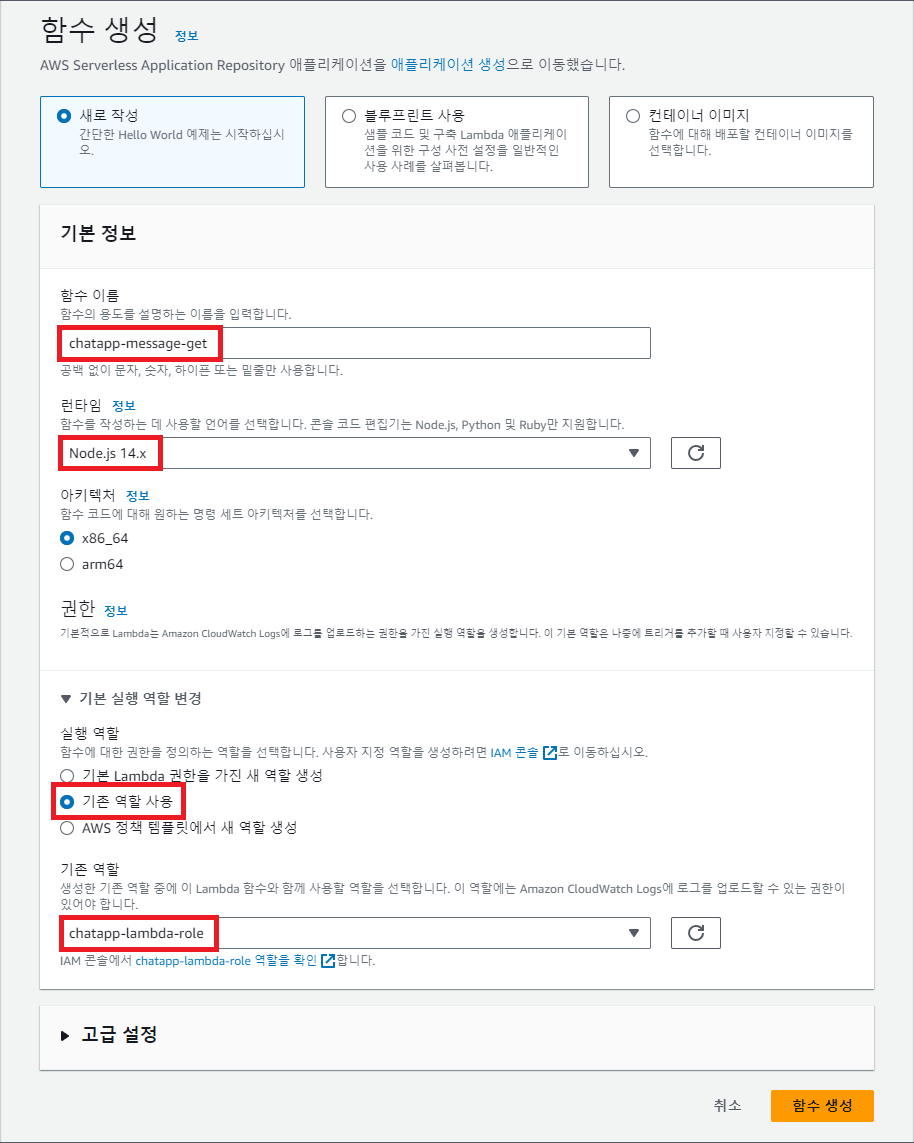 함수 생성 정보
AWS Serverless Application Repository 애플리케이션을 애플리케이션 생성으로 이동했습니다.
새로 작성
간단한 Hello World 예제는 시작하십시
오.
블루프린트 사용
샘플 코드 및 구축 Lambda 애플리케이
션을 위한 구성 사전 설정을 일반적인
사용 사례를 살펴봅니다.
컨테이너 이미지
함수에 대해 배포할 컨테이너 이미지를
선택합니다.
기본 정보
함수 이름
함수의 용도를 설명하는 이름을 입력합니다.
chatapp-message-get
공백 없이 문자, 숫자, 하이픈 또는 밑줄만 사용합니다.
런타임 정보
함수를 작성하는 데 사용할 언어를 선택합니다. 콘솔 코드 편집기는 Node.js, Python 및 Ruby만 지원합니다.
Node.js 14.x
아키텍처 정보
함수 코드에 대해 원하는 명령 세트 아키텍처를 선택합니다.
x86_64
arm64
권한 정보
기본적으로 Lambda는 Amazon CloudWatch Logs에 로그를 업로드하는 권한을 가진 실행 역할을 생성합니다. 이 기본 역할은 나중에 트리거를 추가할 때 사용자 지정할 수 있습니다.
기본 실행 역할 변경
실행 역할
함수에 대한 권한을 정의하는 역할을 선택합니다. 사용자 지정 역할을 생성하려면 IAM 콘솔로 이동하십시오.
기본 Lambda 권한을 가진 새 역할 생성
기존 역할 사용
AWS 정책 템플릿에서 새 역할 생성
기존 역할
생성한 기존 역할 중에 이 Lambda 함수와 함께 사용할 역할을 선택합니다. 이 역할에는 Amazon CloudWatch Logs에 로그를 업로드할 수 있는 권한이
있어야 합니다.
chatapp-lambda-role
IAM 콘솔에서 chatapp-lambda-role 역할을 확인합니다.
고급 설정
취소
함수 생성